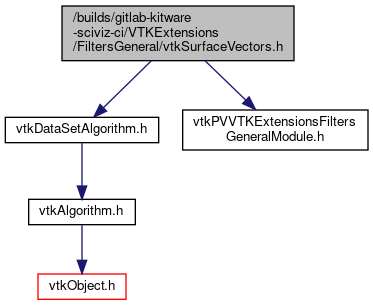 /builds/gitlab-kitware
-sciviz-ci/VTKExtensions
/FiltersGeneral/vtkSurfaceVectors.h
vtkDataSetAlgorithm.h
vtkPVVTKExtensionsFilters
GeneralModule.h
vtkAlgorithm.h
vtkObject.h